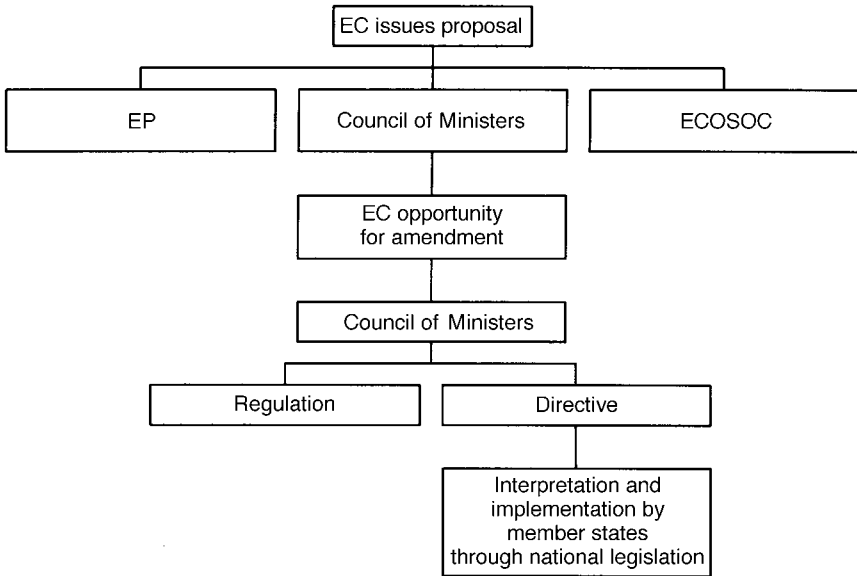 EC issues proposal
EP
Council of Ministers
ECOSOC
EC opportunity
for amendment
Council of Ministers
Regulation
Directive
Interpretation and
implementation by
member states
through national legislation